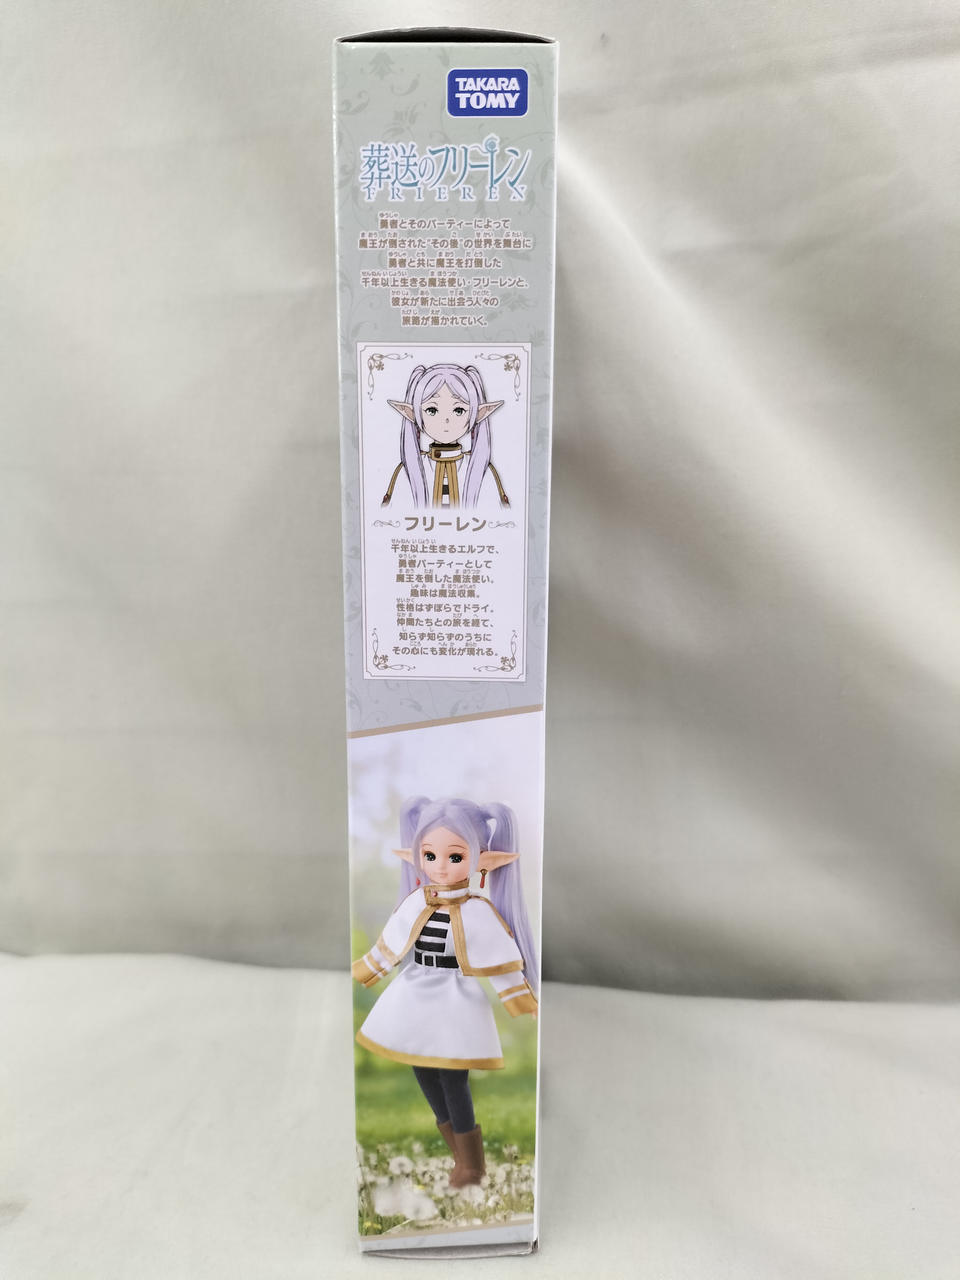 TAKARA
TOMY
葬送のフリーレン
FRIEREN
勇者とそのパーティーによって
魔王が倒された"その後"の世界を舞台に
勇者と共に魔王を打倒した
千年以上生きる魔法使い・フリーレンと、
彼女が新たに出会う人々の
旅路が描かれていく。
フリーレン
千年以上生きるエルフで、
勇者パーティーとして
魔王を倒した魔法使い。
趣味は魔法収集。
性格はずぼらでドライ。
仲間たちとの旅を経て、
知らず知らずのうちに
その心にも変化が現れる。